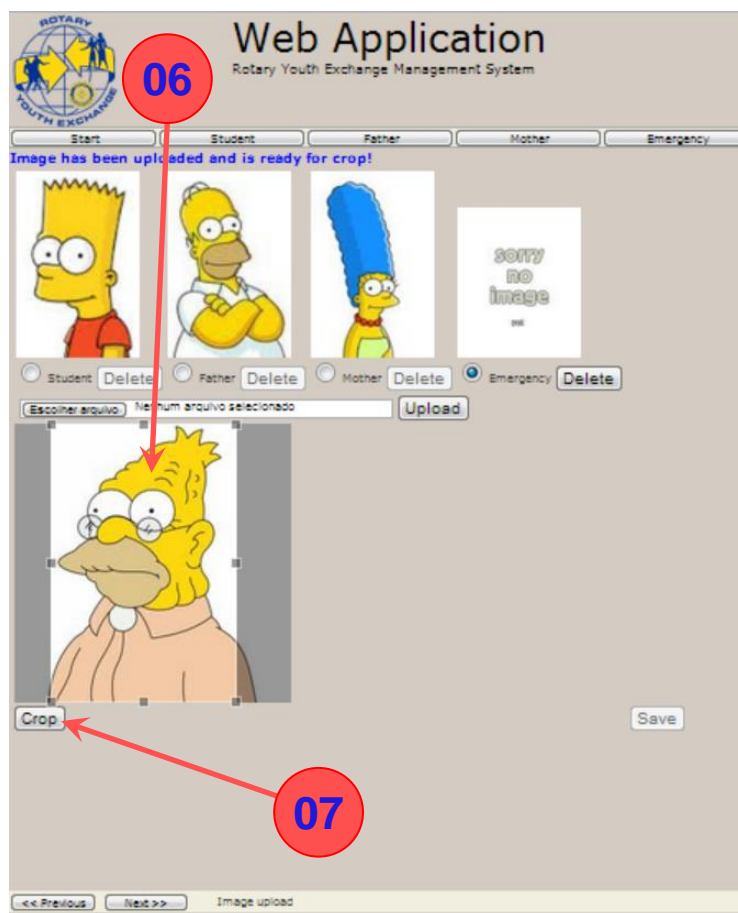 ROTARY
YOUTH EXCHANGE
Web Application
Rotary Youth Exchange Management System
06
Start Student Father Mother Emergency
Image has been uploaded and is ready for crop!
sorry
no
image
Student Delete Father Delete Mother Delete Emergency Delete
Escolher arquivo Nenhum arquivo selecionado Upload
Crop Save
07
<< Previous Next >> Image upload